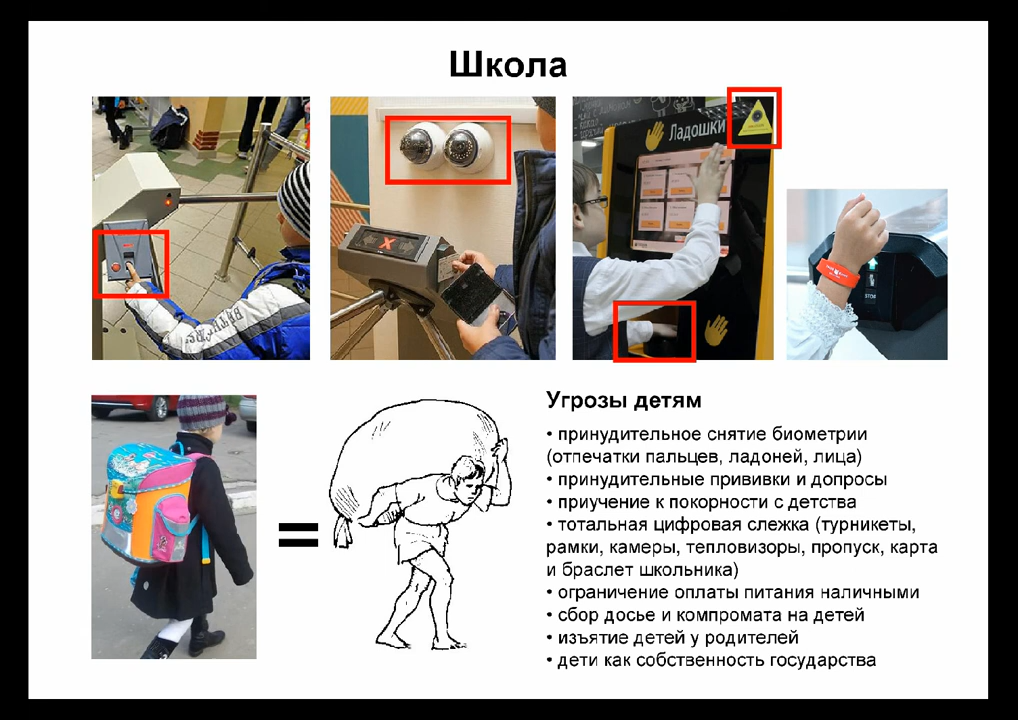 Школа
Ладошки
Угрозы детям
• принудительное снятие биометрии
(отпечатки пальцев, ладоней, лица)
• принудительные прививки и допросы
• приучение к покорности с детства
• тотальная цифровая слежка (турникеты,
рамки, камеры, тепловизоры, пропуск, карта
и браслет школьника)
• ограничение оплаты питания наличными
• сбор досье и компромата на детей
• изъятие детей у родителей
• дети как собственность государства